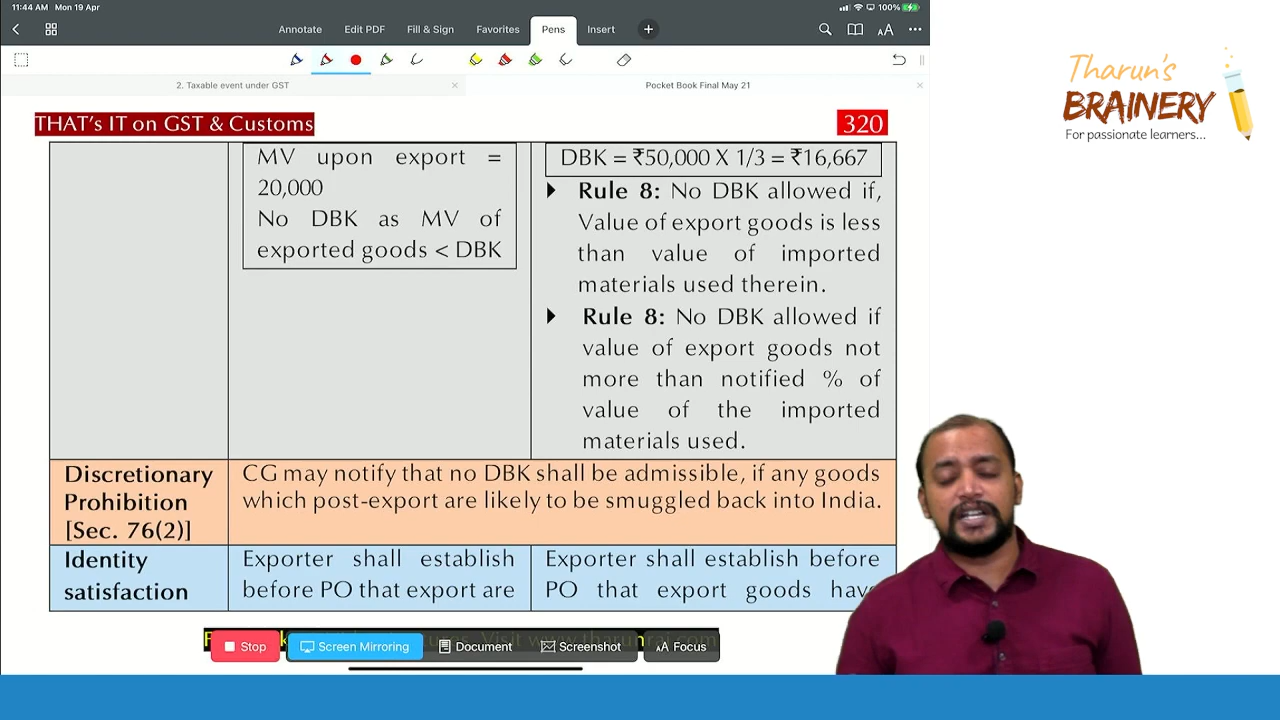 11:44 AM Mon 19 Apr
100%
Annotate Edit PDF Fill & Sign Favorites Pens Insert
AA
2. Taxable event under GST
Pocket Book Final May 21
Tharun's
BRAINERY
For passionate learners...
THAT's IT on GST & Customs
320
MV upon export =
20,000
No DBK as MV of
exported goods < DBK
DBK = ₹50,000 X 1/3 = ₹16,667
Rule 8: No DBK allowed if,
Value of export goods is less
than value of imported
materials used therein.
Rule 8: No DBK allowed if
value of export goods not
more than notified % of
value of the imported
materials used.
Discretionary
Prohibition
[Sec. 76(2)]
CG may notify that no DBK shall be admissible, if any goods
which post-export are likely to be smuggled back into India.
Identity
satisfaction
Exporter shall establish
before PO that export are
Exporter shall establish before
PO that export goods have
Stop Screen Mirroring Document Screenshot AA Focus